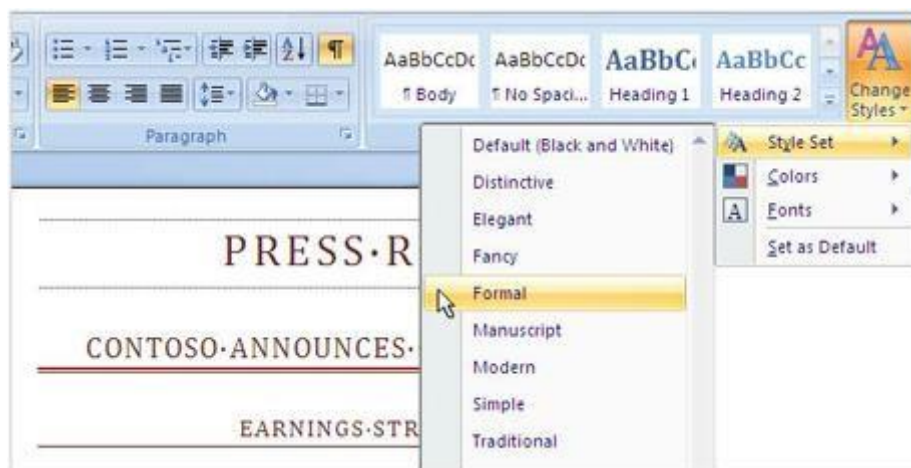 AaBbCcDc AaBbCcDc AaBbC AaBbCc
¶ Body ¶ No Spaci... Heading 1 Heading 2
Change
Styles
Paragraph
Default (Black and White)
Distinctive
Elegant
Fancy
Formal
Manuscript
Modern
Simple
Traditional
Style Set
Colors
Fonts
Set as Default
PRESS·R
CONTOSO·ANNOUNCES·
EARNINGS·STR